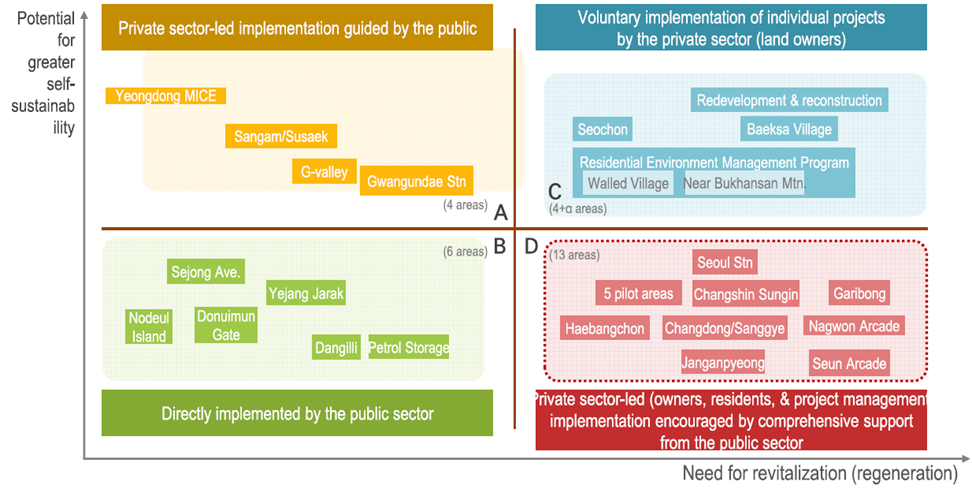 Potential
for
greater
self-
sustainab
ility
Private sector-led implementation guided by the public
Yeongdong MICE
Sangam/Susaek
G-valley
Gwangundae Stn
(4 areas)
A
Voluntary implementation of individual projects
by the private sector (land owners)
Redevelopment & reconstruction
Seochon
Baeksa Village
Residential Environment Management Program
Walled Village
Near Bukhansan Mtn.
C
(4+α areas)
(6 areas)
B
Sejong Ave.
Yejang Jarak
Nodeul
Island
Donuimun
Gate
Dangilli
Petrol Storage
Directly implemented by the public sector
D
(13 areas)
Seoul Stn
5 pilot areas
Changshin Sungin
Garibong
Haebangchon
Changdong/Sanggye
Nagwon Arcade
Janganpyeong
Seun Arcade
Private sector-led (owners, residents, & project management
implementation encouraged by comprehensive support
from the public sector
Need for revitalization (regeneration)